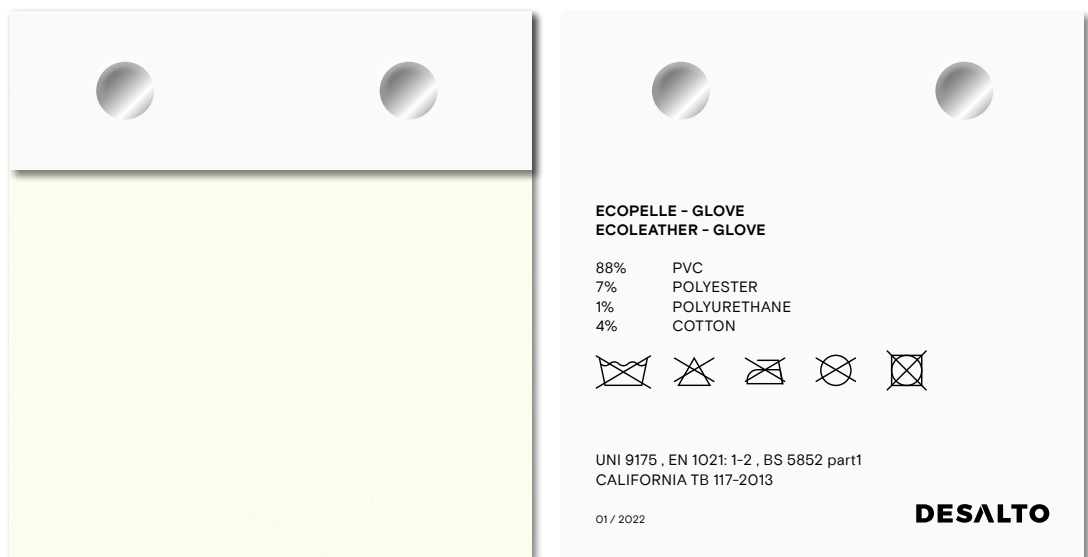 ECOPELLE - GLOVE
ECOLEATHER - GLOVE
88% PVC
7% POLYESTER
1% POLYURETHANE
4% COTTON
UNI 9175 , EN 1021: 1-2 , BS 5852 part1
CALIFORNIA TB 117-2013
01 / 2022
DESALTO